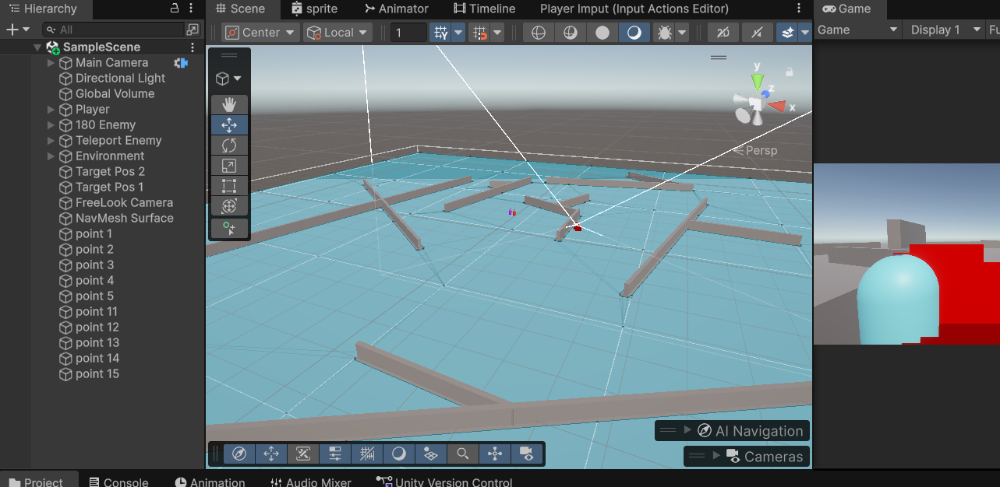 Hierarchy
Scene
sprite
Animator
Timeline
Player Imput (Input Actions Editor)
Game
All
Center
Local
1
2D
Game
Display 1
Fu
SampleScene
Main Camera
Directional Light
Global Volume
Player
180 Enemy
Teleport Enemy
Environment
Target Pos 2
Target Pos 1
FreeLook Camera
NavMesh Surface
point 1
point 2
point 3
point 4
point 5
point 11
point 12
point 13
point 14
point 15
y
z
x
Persp
AI Navigation
Cameras
Project
Console
Animation
Audio Mixer
Unity Version Control